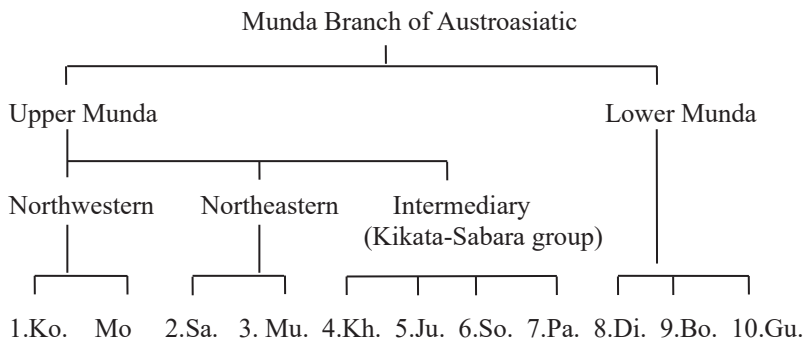 Munda Branch of Austroasiatic
Upper Munda Lower Munda
Northwestern Northeastern Intermediary
(Kikata-Sabara group)
1.Ko. Mo 2.Sa. 3. Mu. 4.Kh. 5.Ju. 6.So. 7.Pa. 8.Di. 9.Bo. 10.Gu.